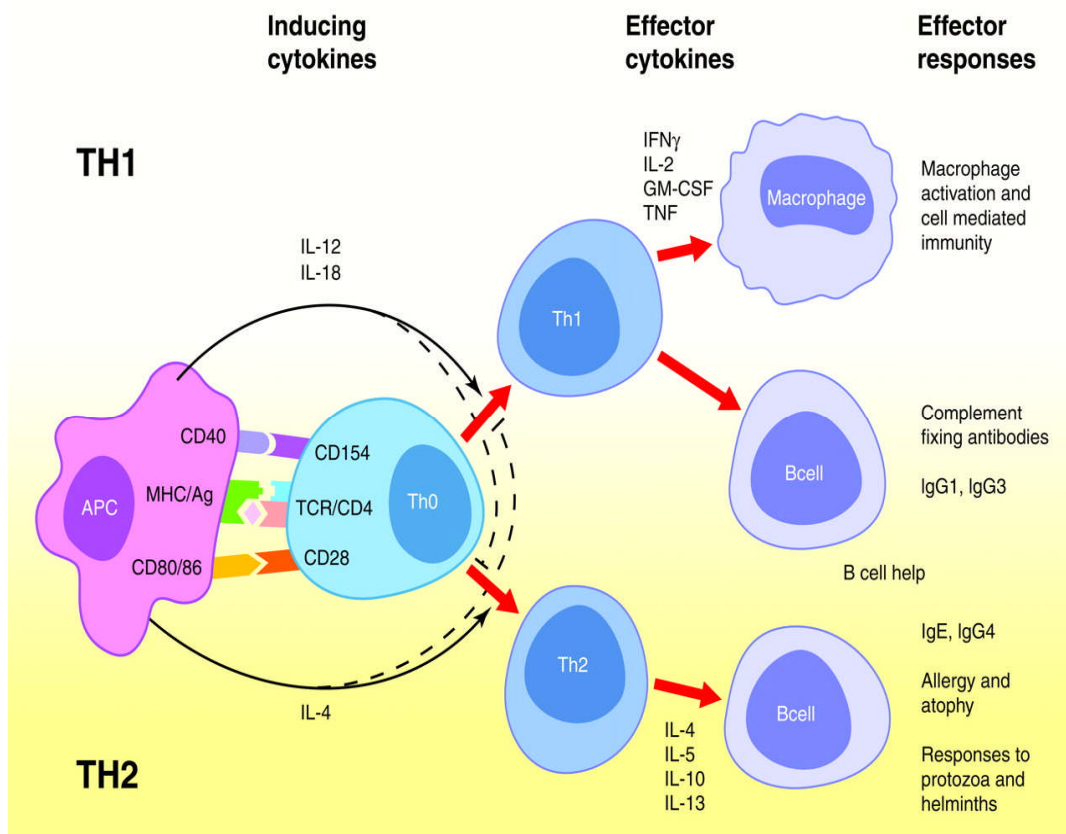 Inducing
cytokines
Effector
cytokines
Effector
responses
TH1
IFNγ
IL-2
GM-CSF
TNF
Macrophage
Macrophage
activation and
cell mediated
immunity
IL-12
IL-18
Th1
CD40
CD154
MHC/Ag
APC
TCR/CD4
Th0
CD80/86
CD28
Bcell
Complement
fixing antibodies
IgG1, IgG3
B cell help
IL-4
TH2
Th2
IL-4
IL-5
IL-10
IL-13
Bcell
IgE, IgG4
Allergy and
atophy
Responses to
protozoa and
helminths